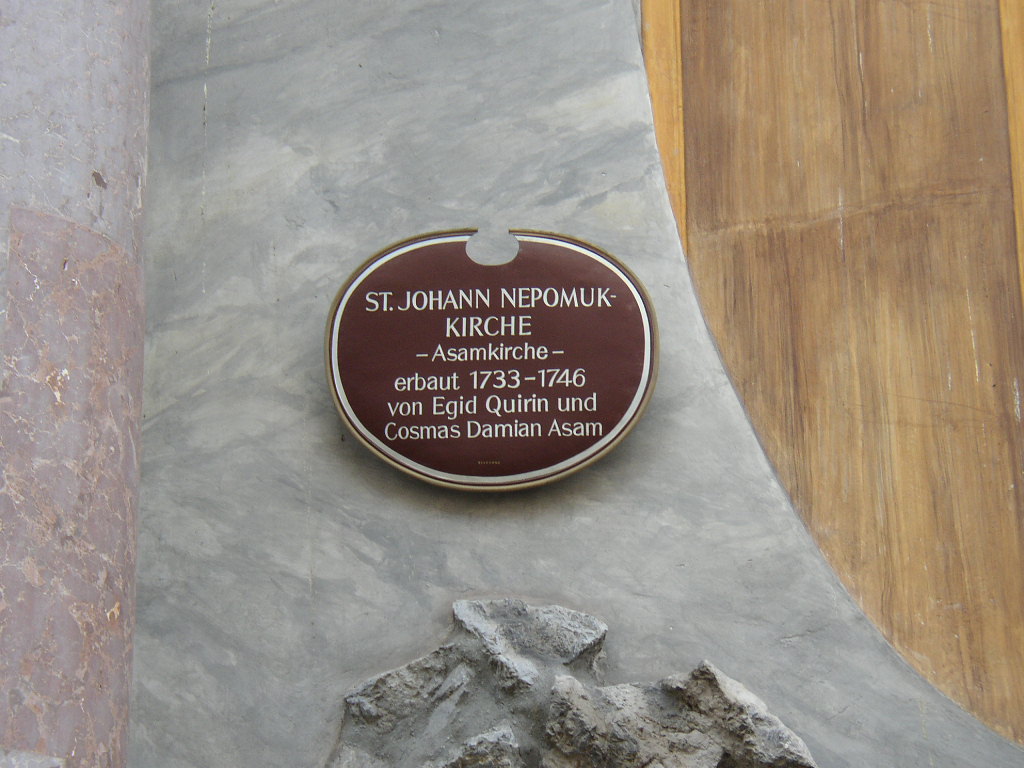 ST. JOHANN NEPOMUK-
KIRCHE
– Asamkirche –
erbaut 1733–1746
von Egid Quirin und
Cosmas Damian Asam